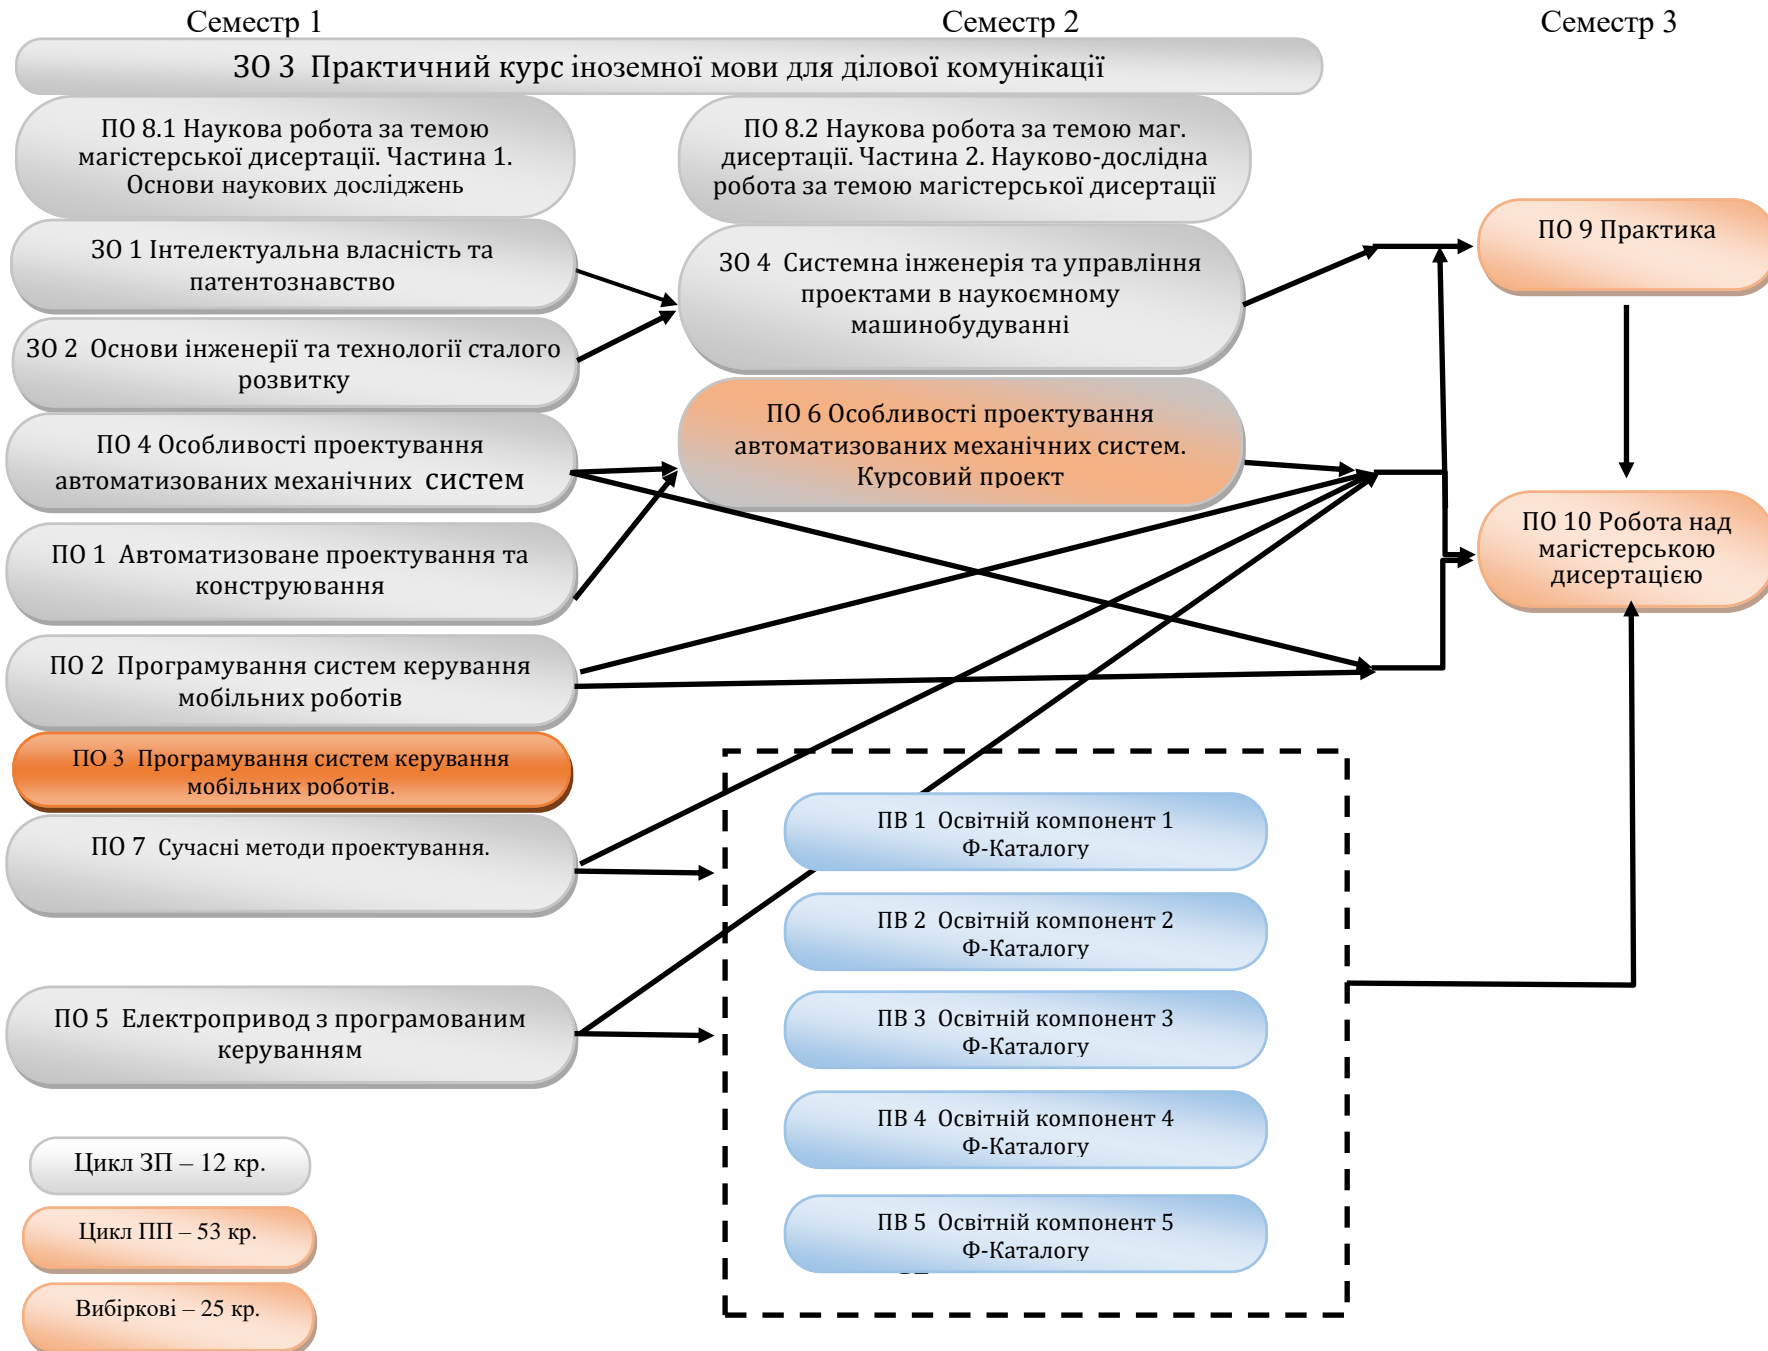 Семестр 1
Семестр 2
Семестр 3
ЗО 3 Практичний курс іноземної мови для ділової комунікації
ПО 8.1 Наукова робота за темою
магістерської дисертації. Частина 1.
Основи наукових досліджень
ЗО 1 Інтелектуальна власність та
патентознавство
ЗО 2 Основи інженерії та технології сталого
розвитку
ПО 4 Особливості проектування
автоматизованих механічних систем
ПО 1 Автоматизоване проектування та
конструювання
ПО 2 Програмування систем керування
мобільних роботів
ПО 3 Програмування систем керування
мобільних роботів.
ПО 7 Сучасні методи проектування.
ПО 5 Електропривод з програмованим
керуванням
ПО 8.2 Наукова робота за темою маг.
дисертації. Частина 2. Науково-дослідна
робота за темою магістерської дисертації
ЗО 4 Системна інженерія та управління
проектами в наукоємному
машинобудуванні
ПО 6 Особливості проектування
автоматизованих механічних систем.
Курсовий проект
ПВ 1 Освітній компонент 1
Ф-Каталогу
ПВ 2 Освітній компонент 2
Ф-Каталогу
ПВ 3 Освітній компонент 3
Ф-Каталогу
ПВ 4 Освітній компонент 4
Ф-Каталогу
ПВ 5 Освітній компонент 5
Ф-Каталогу
ПО 9 Практика
ПО 10 Робота над
магістерською
дисертацією
Цикл ЗП – 12 кр.
Цикл ПП – 53 кр.
Вибіркові – 25 кр.